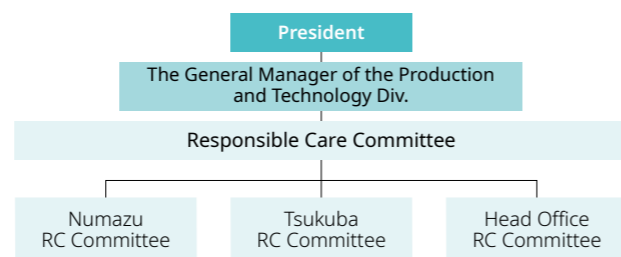 President
The General Manager of the Production
and Technology Div.
Responsible Care Committee
Numazu
RC Committee
Tsukuba
RC Committee
Head Office
RC Committee